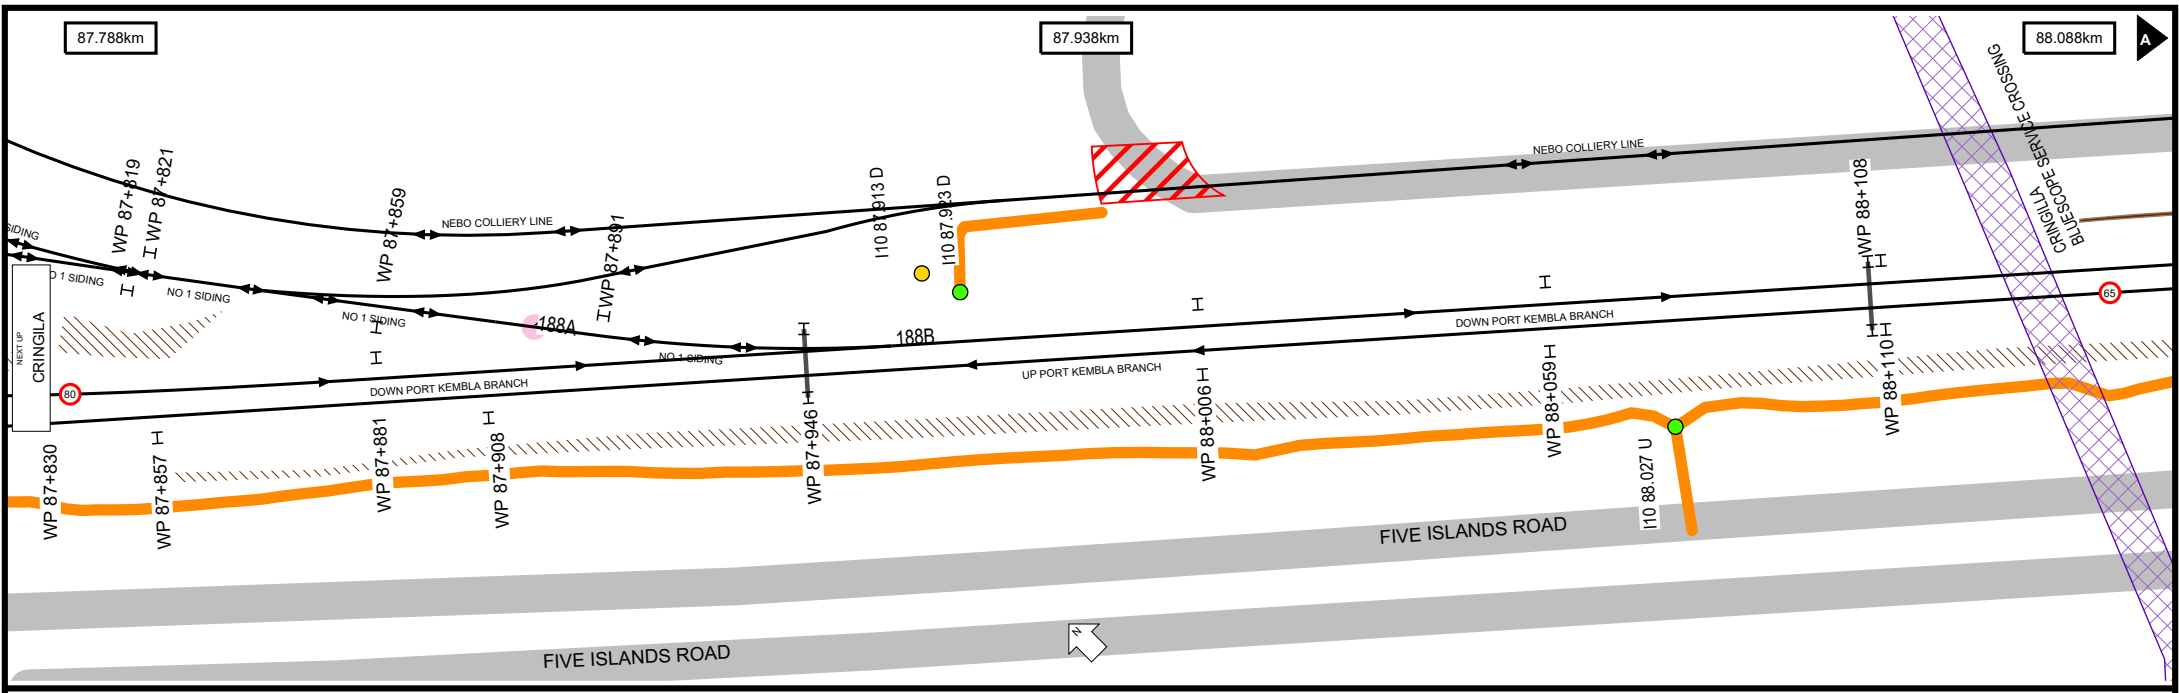 87.788km
87.938km
88.088km
A
CRINGILLA
BLUESCOPE SERVICE CROSSING
WP 87+819
WP 87+821
WP 87+859
WP 87+891
I10 87.913 D
I10 87.923 D
WP 88+108
NEBO COLLIERY LINE
NEBO COLLIERY LINE
SIDING
O 1 SIDING
NO 1 SIDING
NO 1 SIDING
NO 1 SIDING
188A
188B
NEXT UP
CRINGILA
80
65
DOWN PORT KEMBLA BRANCH
DOWN PORT KEMBLA BRANCH
UP PORT KEMBLA BRANCH
WP 87+830
WP 87+857
WP 87+881
WP 87+908
WP 87+946
WP 88+006
WP 88+059
I10 88.027 U
WP 88+110
FIVE ISLANDS ROAD
FIVE ISLANDS ROAD
N